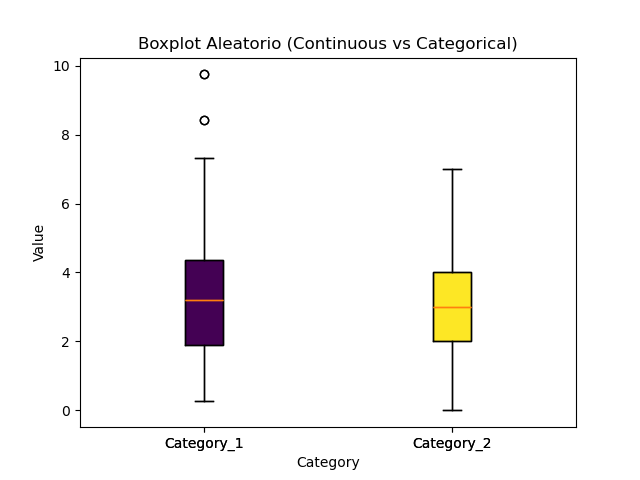 Boxplot Aleatorio (Continuous vs Categorical)
10
8
6
4
2
0
Value
Category_1
Category_2
Category